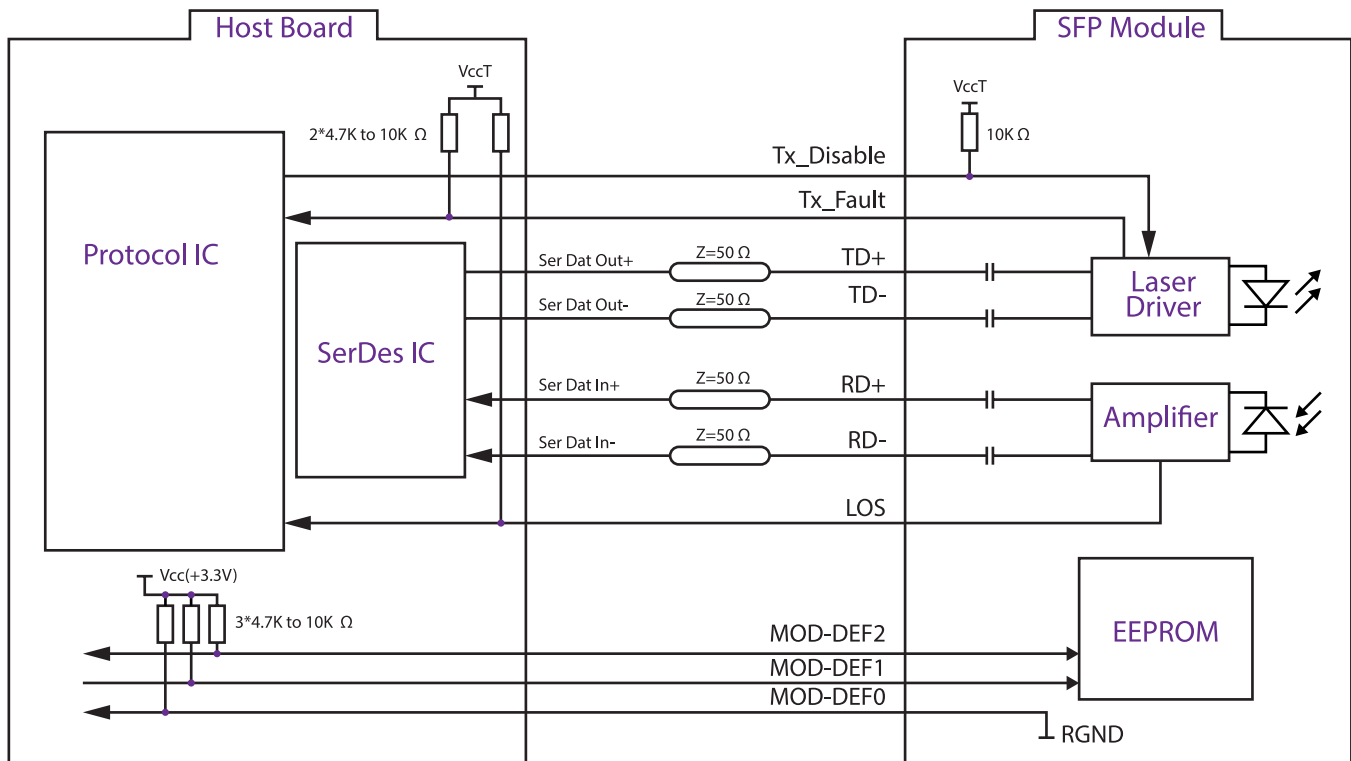 Host Board
SFP Module
VccT
VccT
2*4.7K to 10K Ω
10K Ω
Tx_Disable
Tx_Fault
Protocol IC
Ser Dat Out+
Z=50 Ω
TD+
Laser
Driver
Ser Dat Out-
Z=50 Ω
TD-
SerDes IC
Ser Dat In+
Z=50 Ω
RD+
Amplifier
Ser Dat In-
Z=50 Ω
RD-
LOS
Vcc(+3.3V)
3*4.7K to 10K Ω
MOD-DEF2
EEPROM
MOD-DEF1
MOD-DEF0
RGND